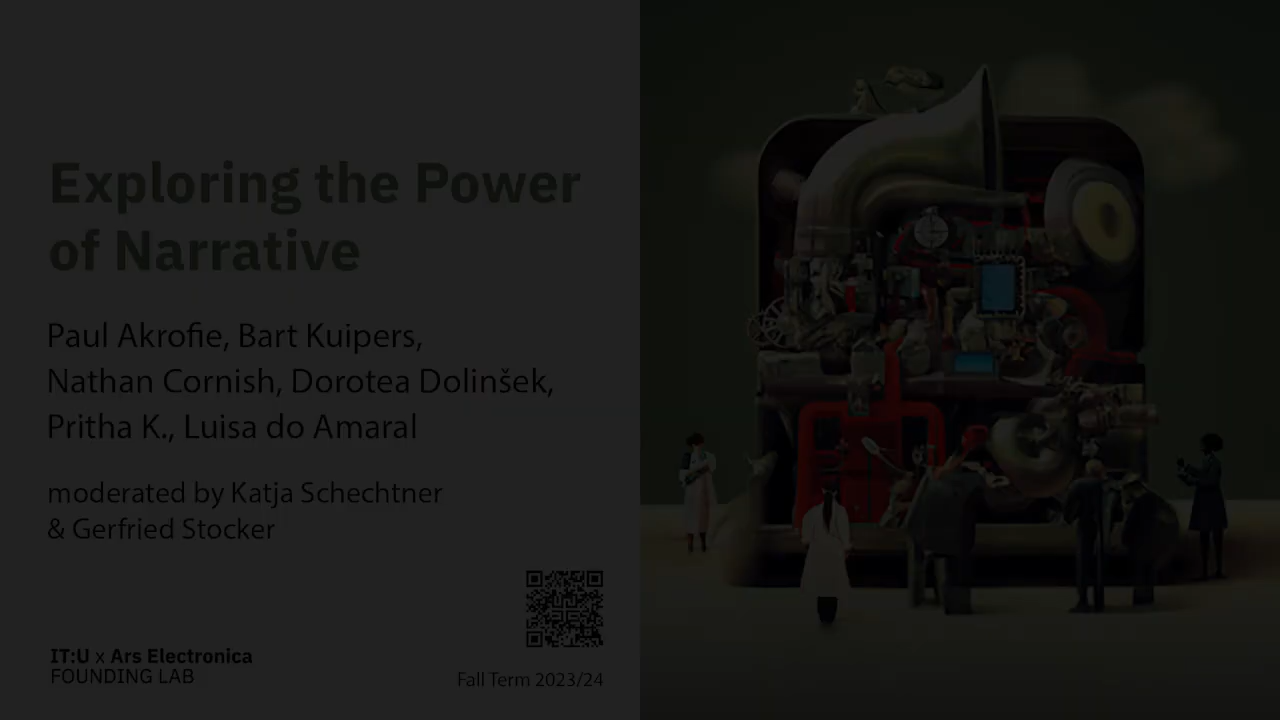 Exploring the Power
of Narrative
Paul Akrofie, Bart Kuipers,
Nathan Cornish, Dorotea Dolinšek,
Pritha K., Luisa do Amaral
moderated by Katja Schechtner
& Gerfried Stocker
IT:U x Ars Electronica
FOUNDING LAB
Fall Term 2023/24